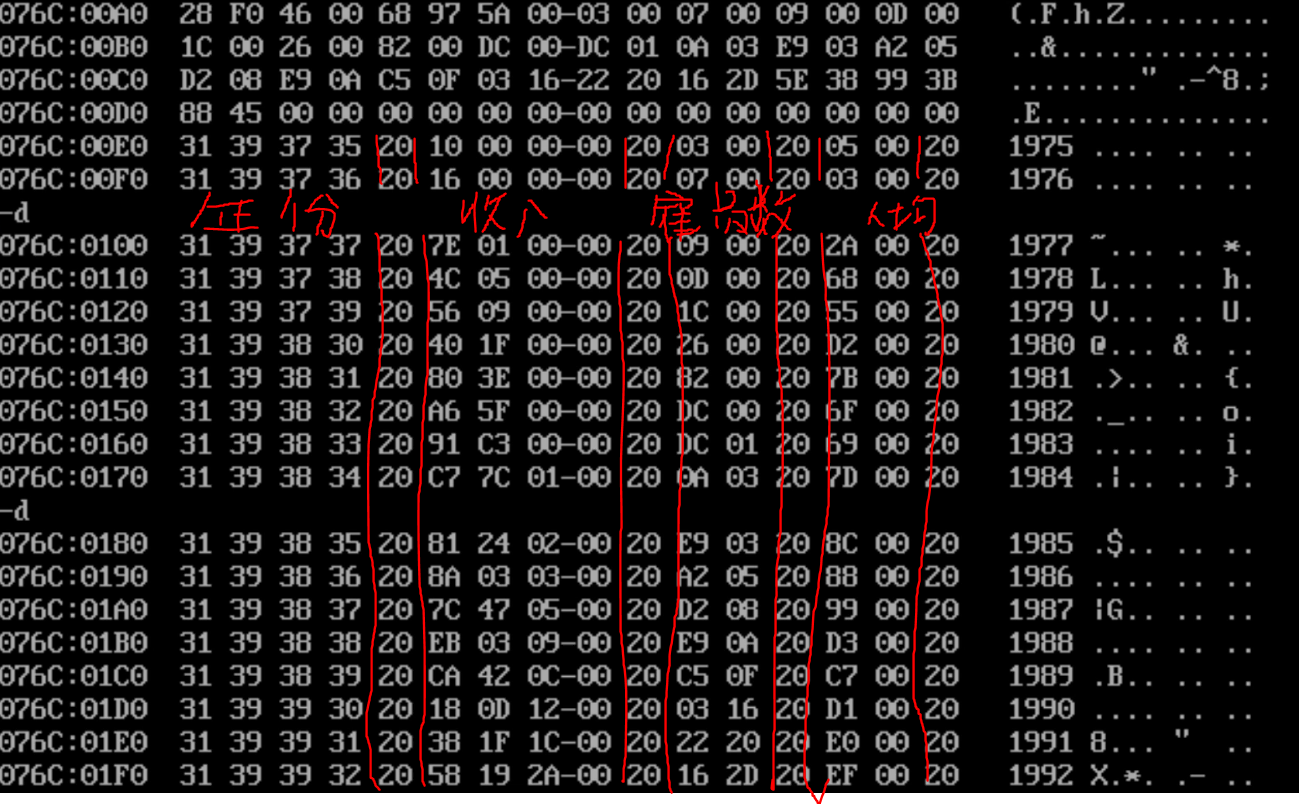 076C:00A0 28 F0 46 00 68 97 5A 00-03 00 07 00 09 00 0D 00 (.F.h.Z.........
076C:00B0 1C 00 26 00 82 00 DC 00-DC 01 0A 03 E9 03 A2 05 ..&.............
076C:00C0 D2 08 E9 0A C5 0F 03 16-22 20 16 2D 5E 38 99 3B ........" .-^8.;
076C:00D0 88 45 00 00 00 00 00 00 00 00 00 00 00 00 00 00 .E..............
076C:00E0 31 39 37 35 20 10 00 00-00 20 03 00 20 05 00 20 1975 .... .. ..
076C:00F0 31 39 37 36 20 16 00 00-00 20 07 00 20 03 00 20 1976 .... .. ..
-d 年份 收入 雇员数 人均
076C:0100 31 39 37 37 20 7E 01 00-00 20 09 00 20 2A 00 20 1977 ~... .. *.
076C:0110 31 39 37 38 20 4C 05 00-00 20 0D 00 20 68 00 20 1978 L... .. h.
076C:0120 31 39 37 39 20 56 09 00-00 20 1C 00 20 55 00 20 1979 V... .. U.
076C:0130 31 39 38 30 20 40 1F 00-00 20 26 00 20 D2 00 20 1980 @... &. ..
076C:0140 31 39 38 31 20 80 3E 00-00 20 82 00 20 7B 00 20 1981 .>.. .. {.
076C:0150 31 39 38 32 20 A6 5F 00-00 20 DC 00 20 6F 00 20 1982 ._.. .. o.
076C:0160 31 39 38 33 20 91 C3 00-00 20 DC 01 20 69 00 20 1983 .... .. i.
076C:0170 31 39 38 34 20 C7 7C 01-00 20 0A 03 20 7D 00 20 1984 .|.. .. }.
-d
076C:0180 31 39 38 35 20 81 24 02-00 20 E9 03 20 8C 00 20 1985 .$.. .. ..
076C:0190 31 39 38 36 20 8A 03 03-00 20 A2 05 20 88 00 20 1986 .... .. ..
076C:01A0 31 39 38 37 20 7C 47 05-00 20 D2 08 20 99 00 20 1987 |G.. .. ..
076C:01B0 31 39 38 38 20 EB 03 09-00 20 E9 0A 20 D3 00 20 1988 .... .. ..
076C:01C0 31 39 38 39 20 CA 42 0C-00 20 C5 0F 20 C7 00 20 1989 .B.. .. ..
076C:01D0 31 39 39 30 20 18 0D 12-00 20 03 16 20 D1 00 20 1990 .... .. ..
076C:01E0 31 39 39 31 20 38 1F 1C-00 20 22 20 20 E0 00 20 1991 8... "  ..
076C:01F0 31 39 39 32 20 58 19 2A-00 20 16 2D 20 EF 00 20 1992 X.*. .- ..